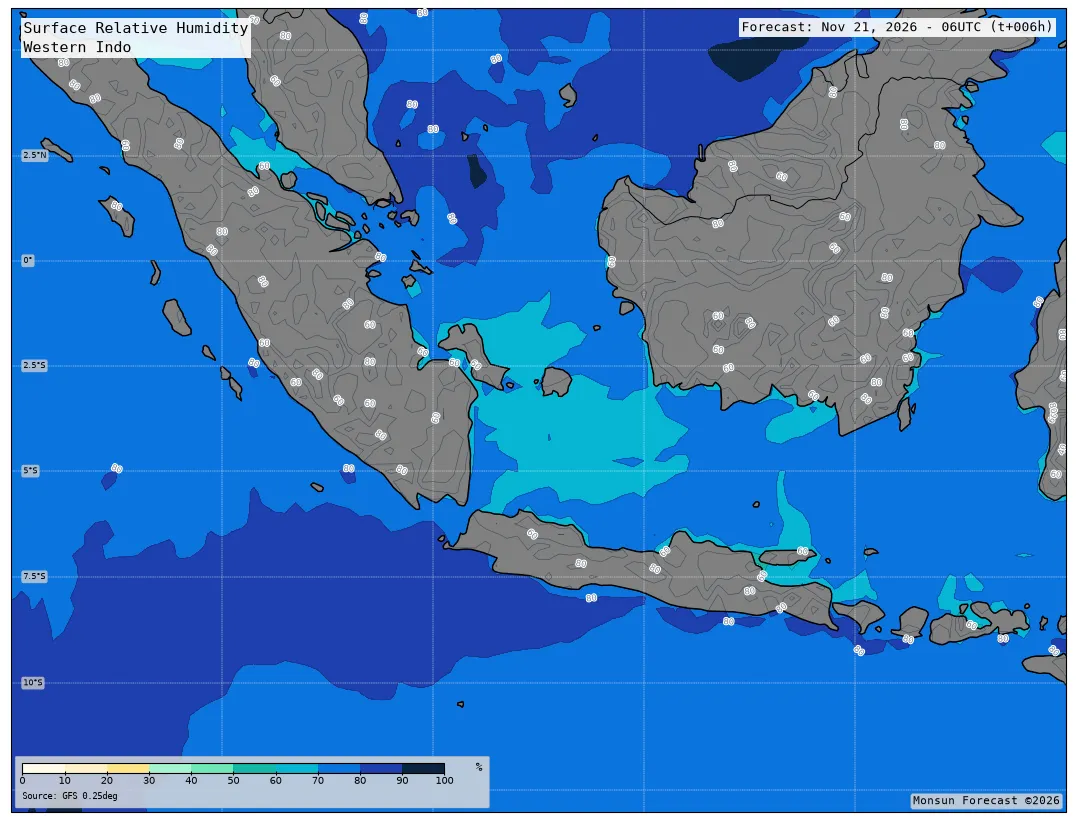 Surface Relative Humidity
Western Indo
Forecast: Nov 21, 2026 - 06UTC (t+006h)
2.5°N
0°
2.5°S
5°S
7.5°S
10°S
0 10 20 30 40 50 60 70 80 90 100 %
Source: GFS 0.25deg
Monsun Forecast ©2026